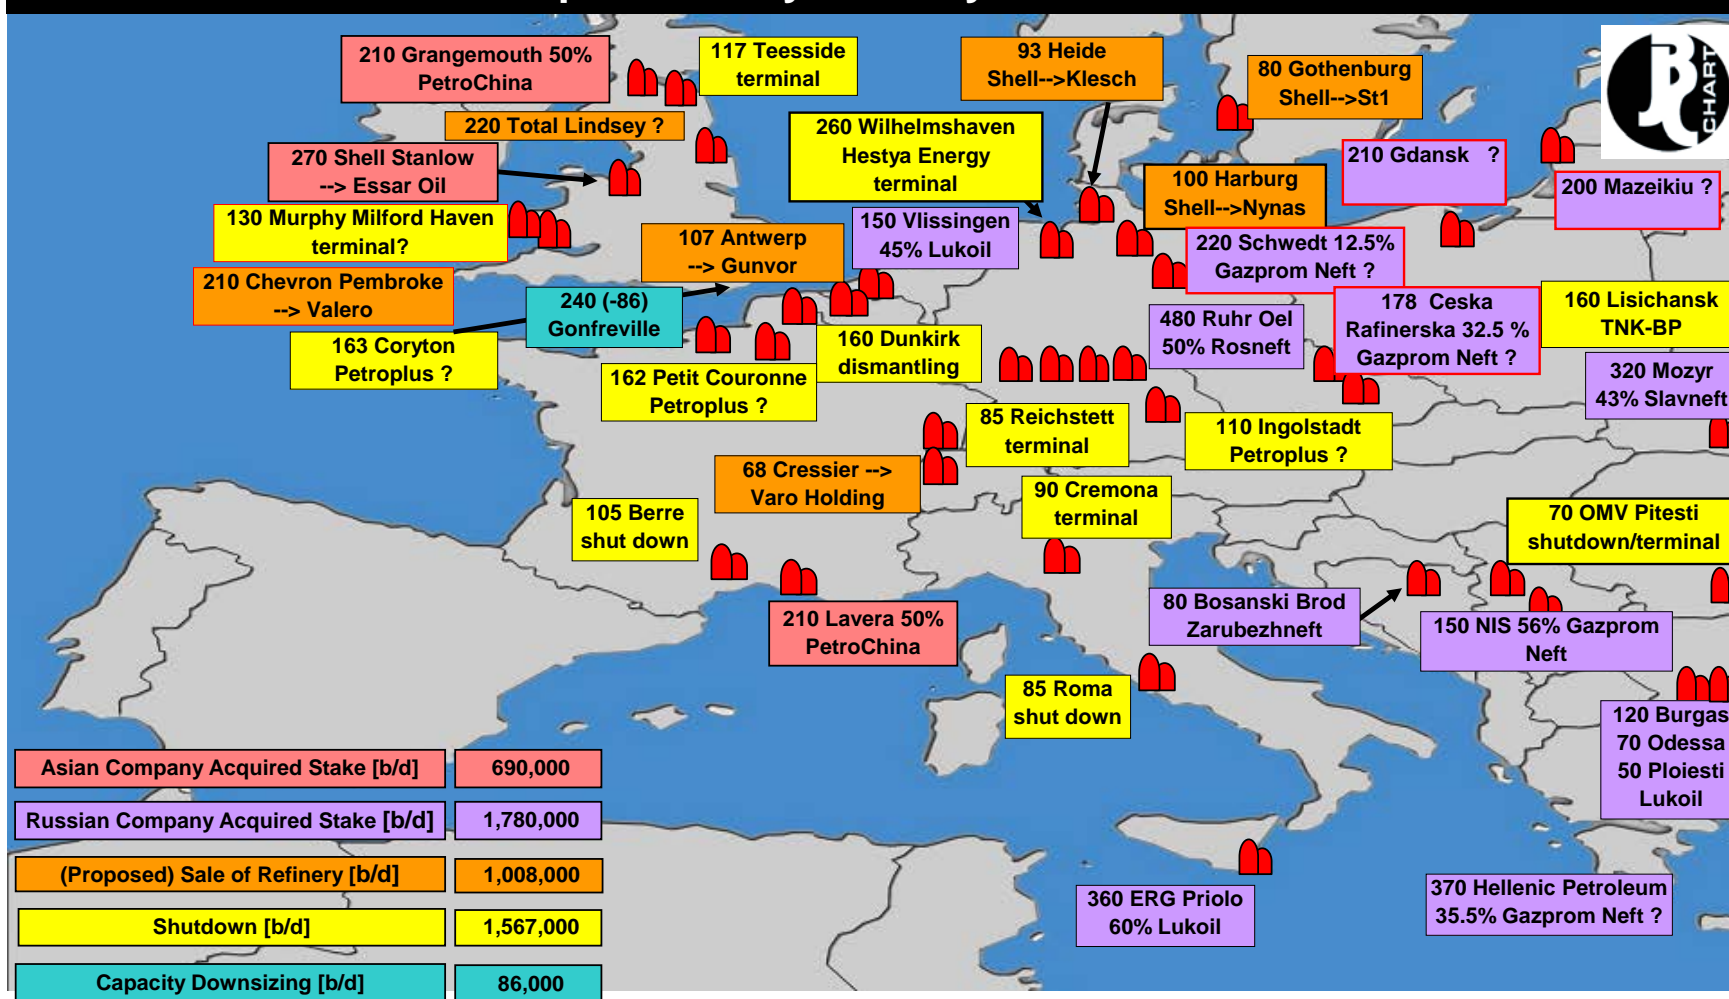 210 Grangemouth 50%
PetroChina
117 Teesside
terminal
93 Heide
Shell-->Klesch
80 Gothenburg
Shell-->St1
CHART
220 Total Lindsey ?
260 Wilhelmshaven
Hestya Energy
terminal
270 Shell Stanlow
--> Essar Oil
210 Gdansk ?
200 Mazeikiu ?
100 Harburg
Shell-->Nynas
130 Murphy Milford Haven
terminal?
150 Vlissingen
45% Lukoil
107 Antwerp
--> Gunvor
220 Schwedt 12.5%
Gazprom Neft ?
210 Chevron Pembroke
--> Valero
240 (-86)
Gonfreville
178 Ceska
Rafinerska 32.5 %
Gazprom Neft ?
160 Lisichansk
TNK-BP
480 Ruhr Oel
50% Rosneft
163 Coryton
Petroplus ?
160 Dunkirk
dismantling
162 Petit Couronne
Petroplus ?
320 Mozyr
43% Slavneft
85 Reichstett
terminal
110 Ingolstadt
Petroplus ?
68 Cressier -->
Varo Holding
90 Cremona
terminal
105 Berre
shut down
70 OMV Pitesti
shutdown/terminal
80 Bosanski Brod
Zarubezhneft
210 Lavera 50%
PetroChina
150 NIS 56% Gazprom
Neft
85 Roma
shut down
120 Burgas
70 Odessa
50 Ploiesti
Lukoil
Asian Company Acquired Stake [b/d] 690,000
Russian Company Acquired Stake [b/d] 1,780,000
(Proposed) Sale of Refinery [b/d] 1,008,000
360 ERG Priolo
60% Lukoil
370 Hellenic Petroleum
35.5% Gazprom Neft ?
Shutdown [b/d] 1,567,000
Capacity Downsizing [b/d] 86,000